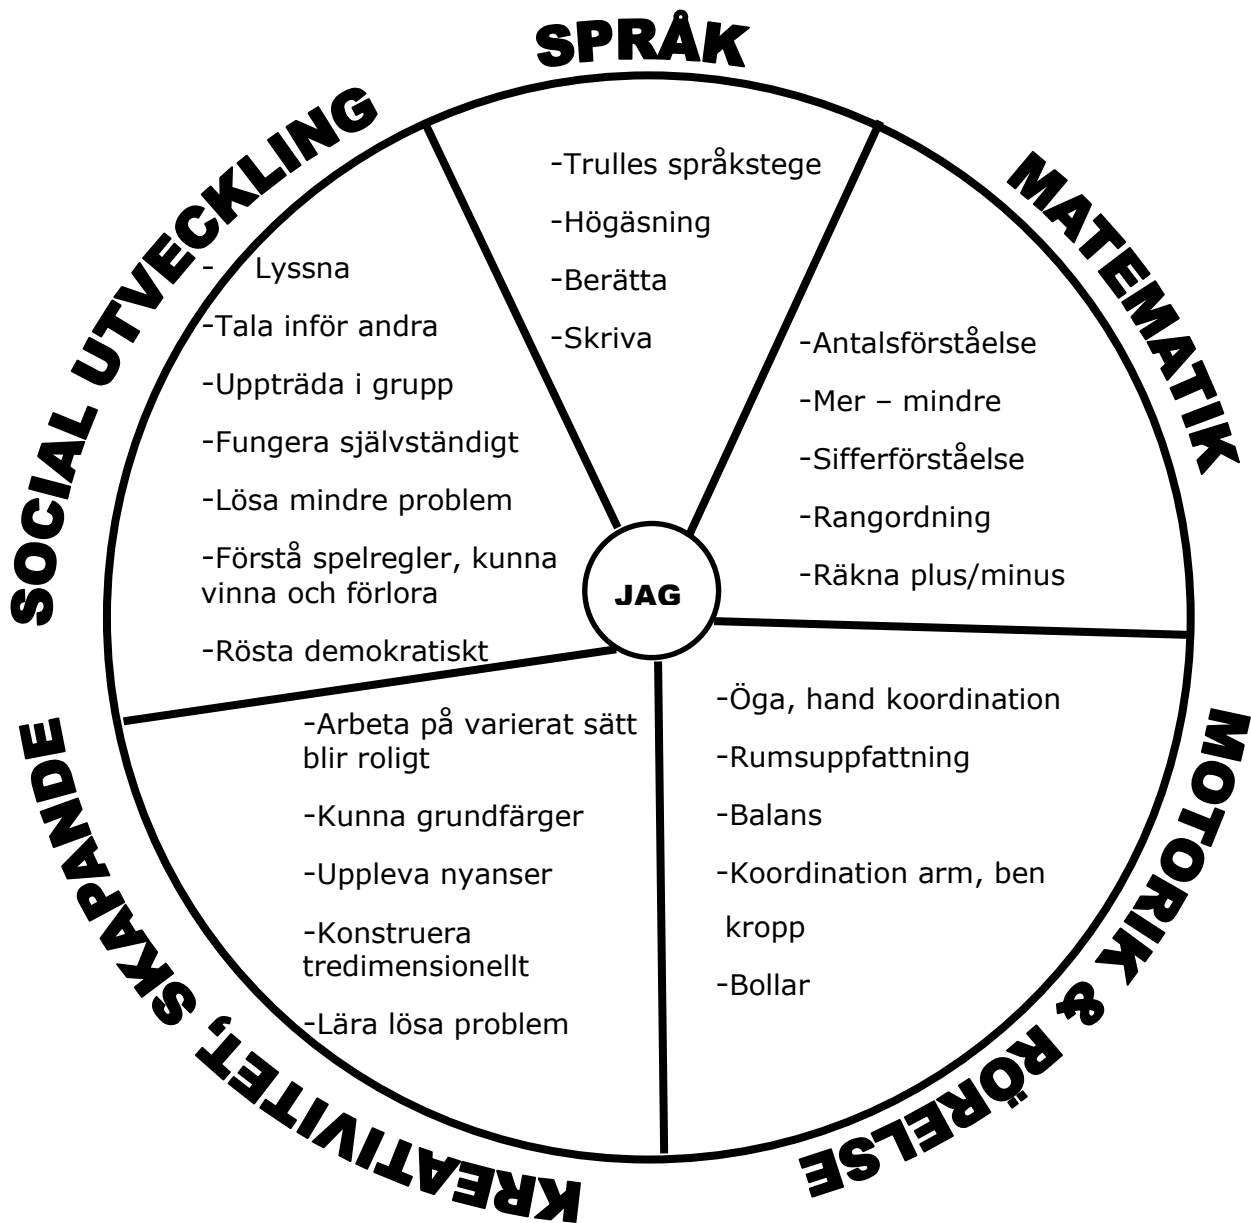 SPRÅK
-Trulles språkstege
-Högäsning
-Berätta
-Skriva
MATEMATIK
-Antalsförståelse
-Mer – mindre
-Sifferförståelse
-Rangordning
-Räkna plus/minus
MOTORIK & RÖRELSE
-Öga, hand koordination
-Rumsuppfattning
-Balans
-Koordination arm, ben
kropp
-Bollar
KREATIVITET, SKAPANDE
-Arbeta på varierat sätt
blir roligt
-Kunna grundfärger
-Uppleva nyanser
-Konstruera
tredimensionellt
-Lära lösa problem
SOCIAL UTVECKLING
- Lyssna
-Tala inför andra
-Uppträda i grupp
-Fungera självständigt
-Lösa mindre problem
-Förstå spelregler, kunna
vinna och förlora
-Rösta demokratiskt
JAG